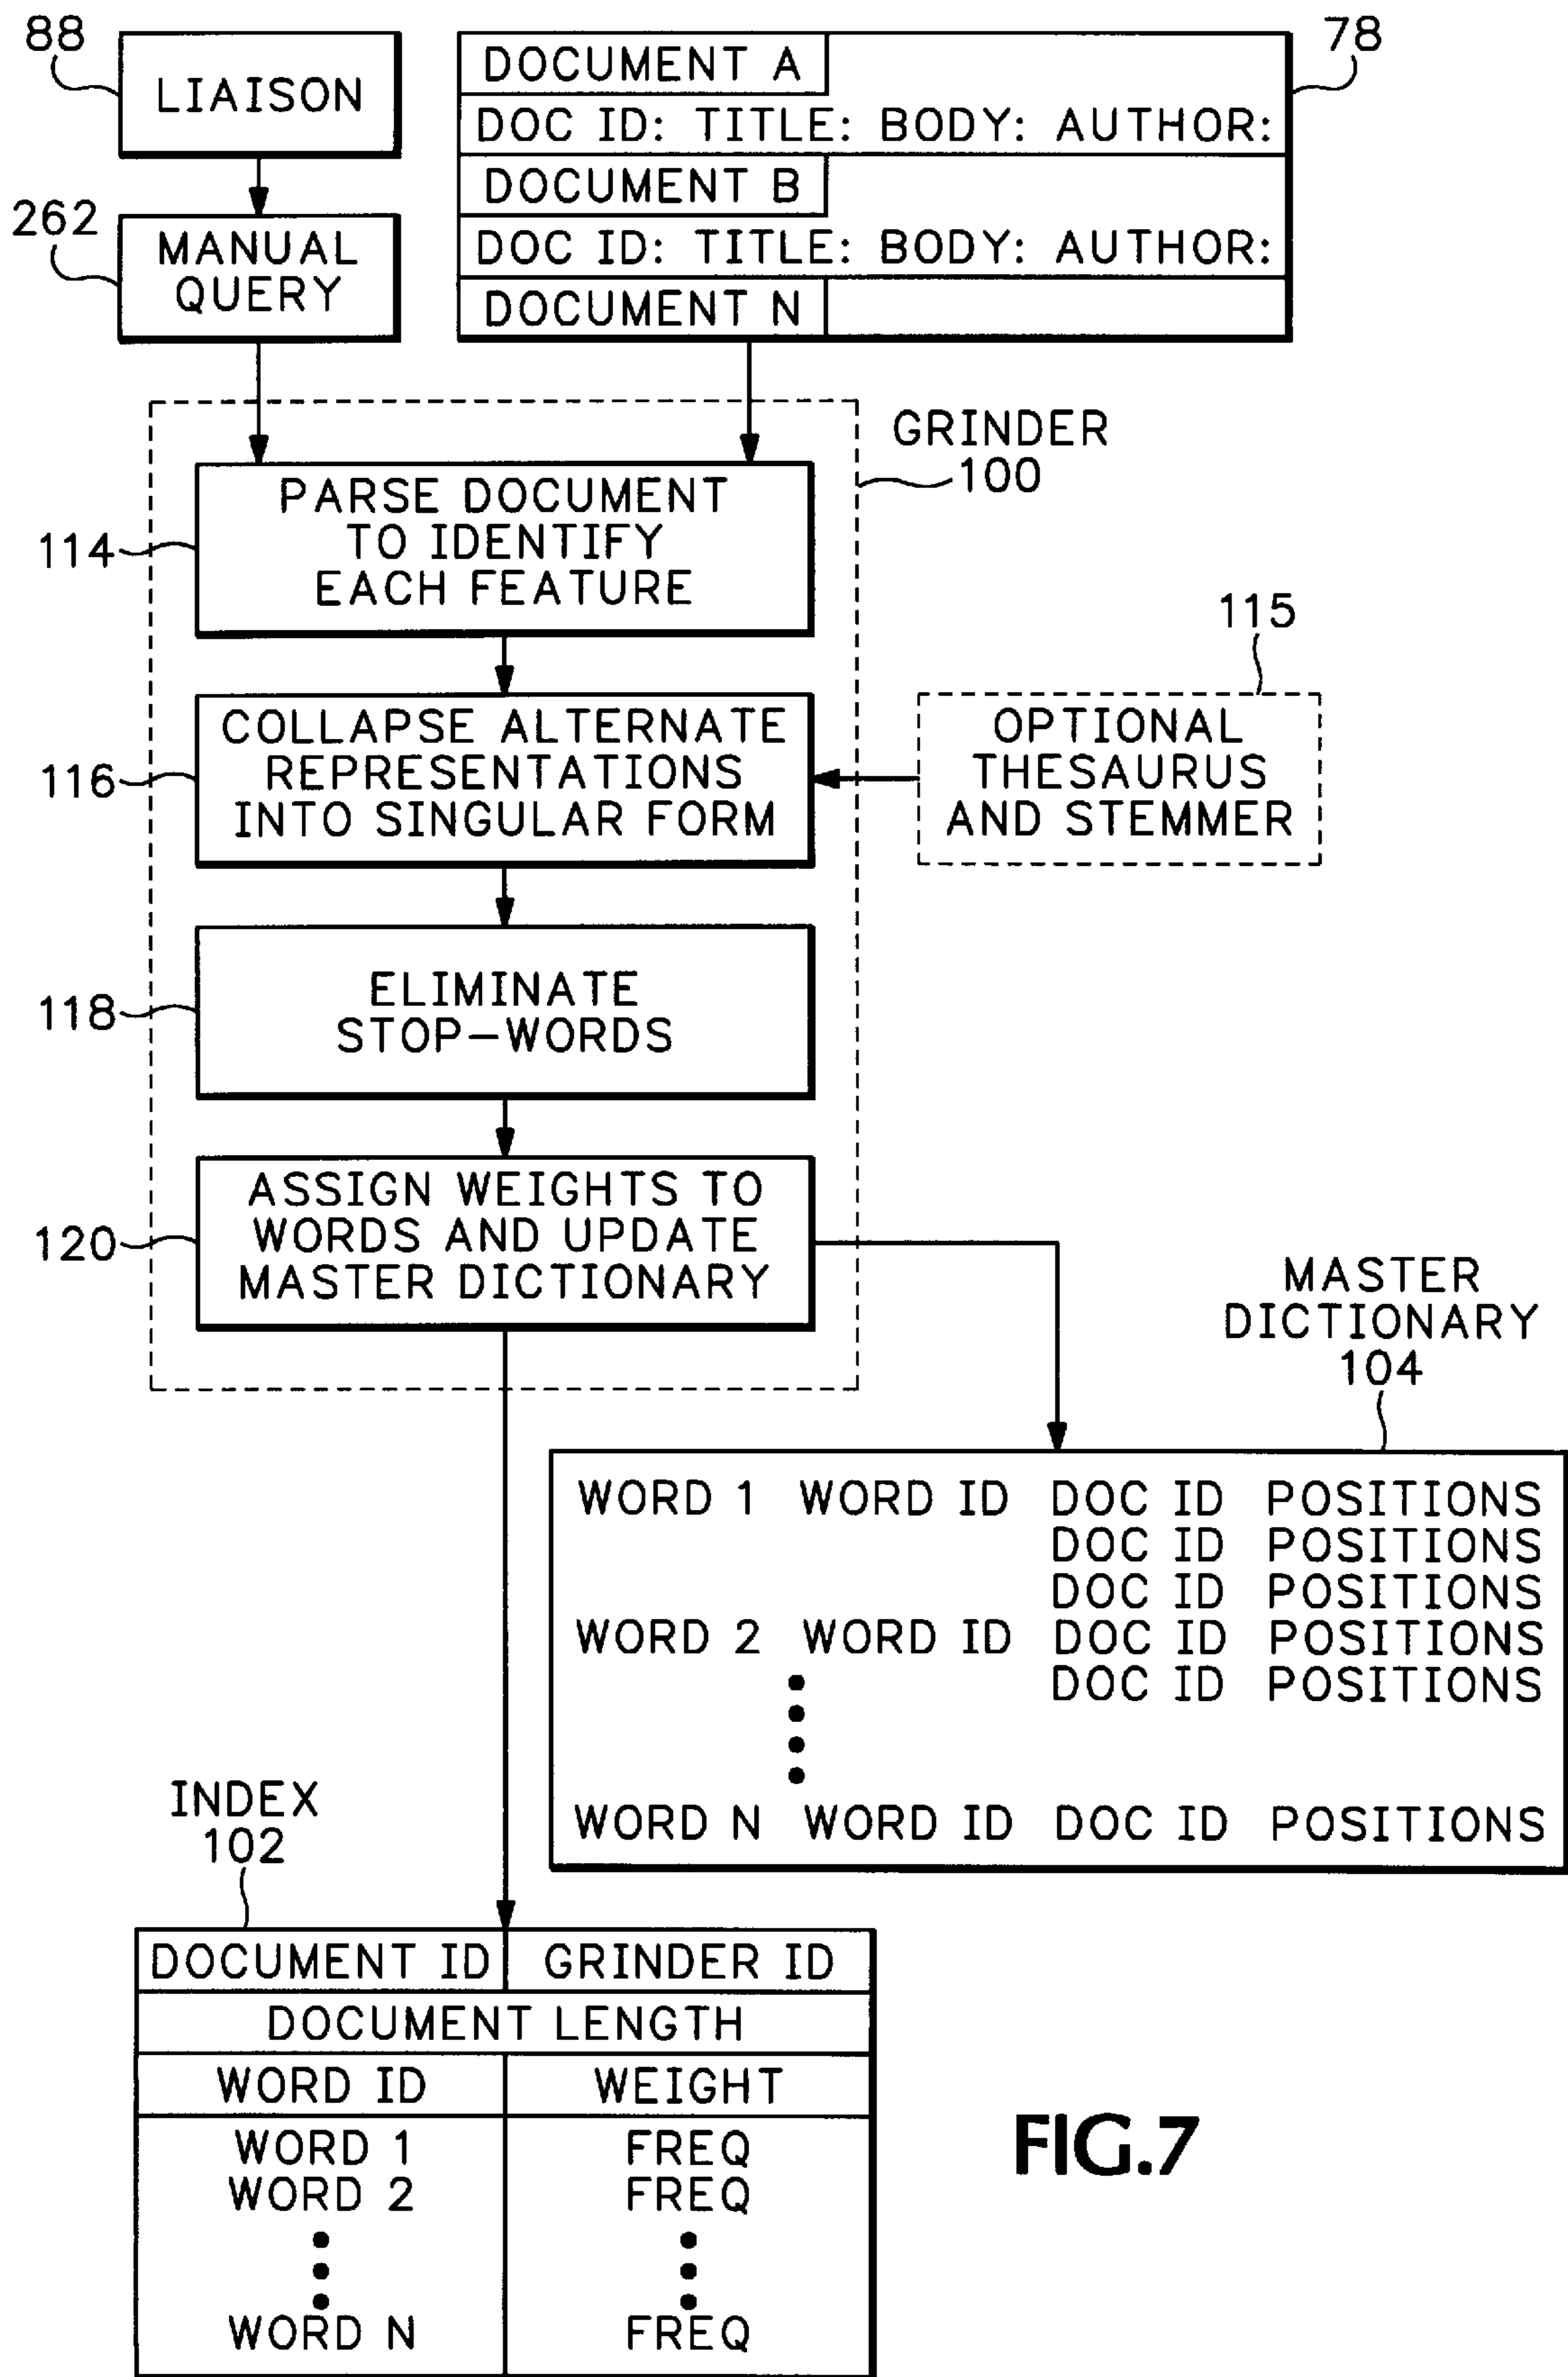 88
LIAISON
262
MANUAL
QUERY
78
DOCUMENT A
DOC ID: TITLE: BODY: AUTHOR:
DOCUMENT B
DOC ID: TITLE: BODY: AUTHOR:
DOCUMENT N
GRINDER
100
114
PARSE DOCUMENT
TO IDENTIFY
EACH FEATURE
115
OPTIONAL
THESAURUS
AND STEMMER
116
COLLAPSE ALTERNATE
REPRESENTATIONS
INTO SINGULAR FORM
118
ELIMINATE
STOP-WORDS
120
ASSIGN WEIGHTS TO
WORDS AND UPDATE
MASTER DICTIONARY
MASTER
DICTIONARY
104
WORD 1 WORD ID DOC ID POSITIONS
DOC ID POSITIONS
DOC ID POSITIONS
WORD 2 WORD ID DOC ID POSITIONS
DOC ID POSITIONS
WORD N WORD ID DOC ID POSITIONS
INDEX
102
DOCUMENT ID GRINDER ID
DOCUMENT LENGTH
WORD ID WEIGHT
WORD 1 FREQ
WORD 2 FREQ
WORD N FREQ
FIG.7